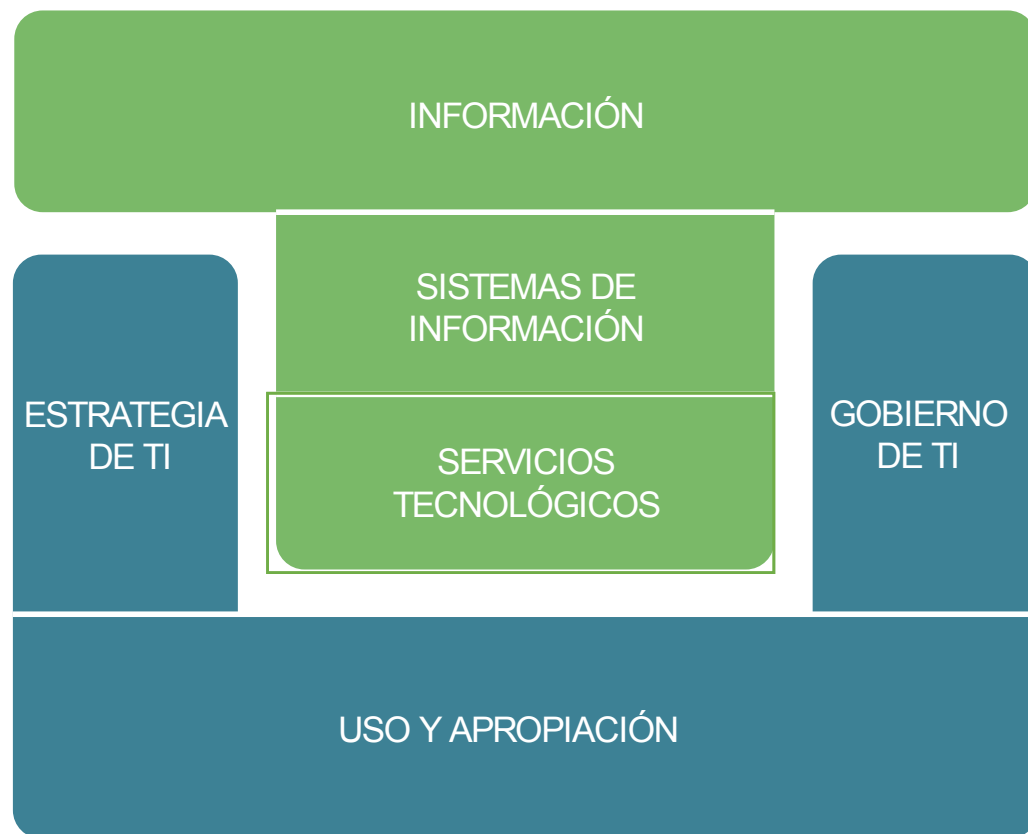 INFORMACIÓN
SISTEMAS DE
INFORMACIÓN
ESTRATEGIA
DE TI
GOBIERNO
DE TI
SERVICIOS
TECNOLÓGICOS
USO Y APROPIACIÓN